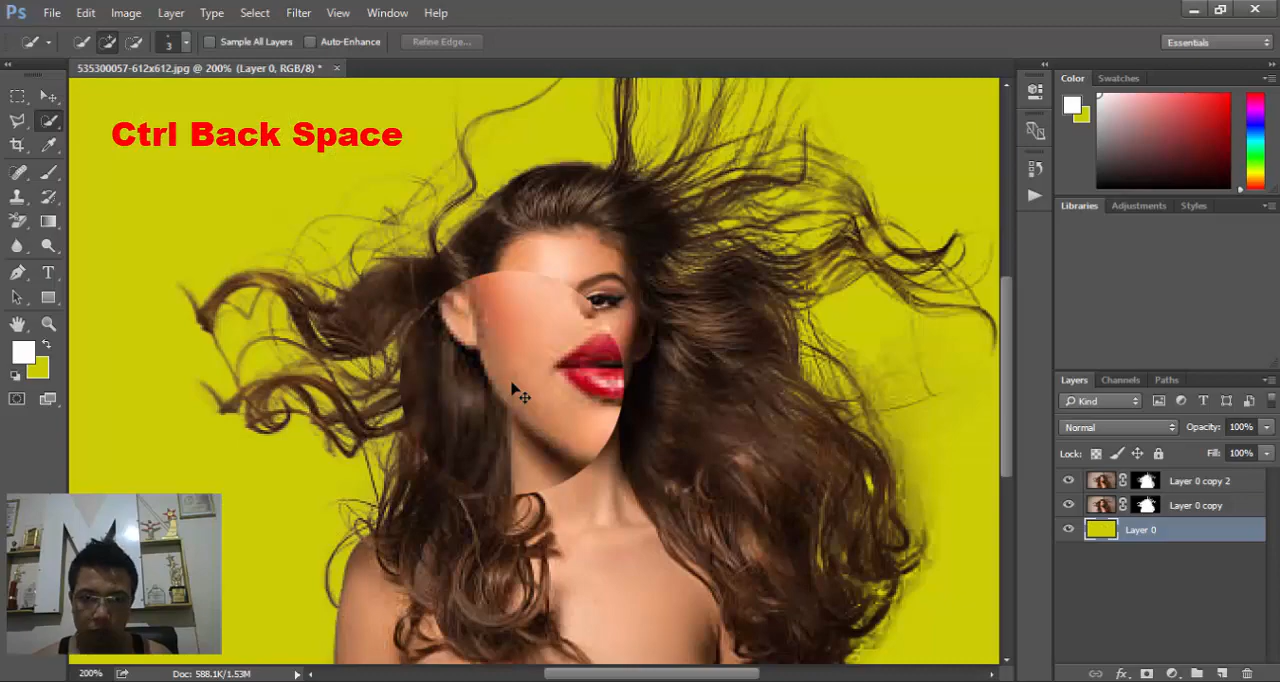 Ps File Edit Image Layer Type Select Filter View Window Help
3 Sample All Layers Auto-Enhance Refine Edge... Essentials
535300057-612x612.jpg @ 200% (Layer 0, RGB/8) * ×
Color Swatches
Ctrl Back Space
Libraries Adjustments Styles
Layers Channels Paths
Kind
Normal Opacity: 100%
Lock: Fill: 100%
Layer 0 copy 2
Layer 0 copy
Layer 0
200% Doc: 588.1K/1.53M